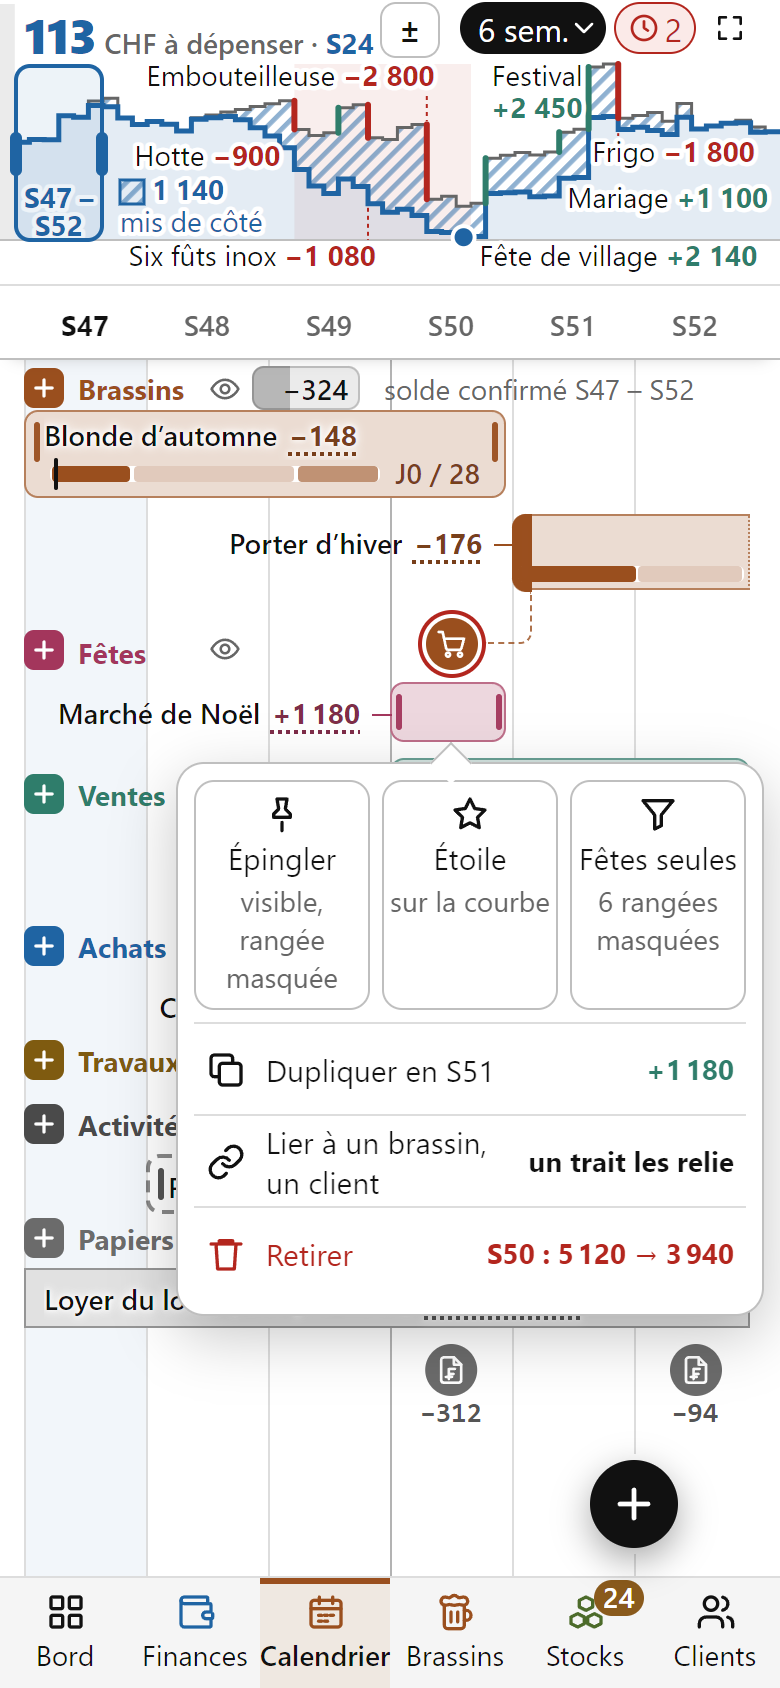 113 CHF à dépenser · S24
±
6 sem.
2
Embouteilleuse −2 800
Festival
+2 450
Hotte −900
Frigo −1 800
S47 –
S52
1 140
mis de côté
Mariage +1 100
Six fûts inox −1 080
Fête de village +2 140
S47 S48 S49 S50 S51 S52
Brassins
−324
solde confirmé S47 – S52
Blonde d’automne −148
J0 / 28
Porter d’hiver −176
Fêtes
Marché de Noël +1 180
Ventes
Épingler
visible,
rangée
masquée
Étoile
sur la courbe
Fêtes seules
6 rangées
masquées
Achats
C
Travaux
Dupliquer en S51 +1 180
Activité
Lier à un brassin,
un client
un trait les relie
Papiers
Retirer S50 : 5 120 → 3 940
Loyer du lo
−312
−94
Bord
Finances
Calendrier
Brassins
24
Stocks
Clients